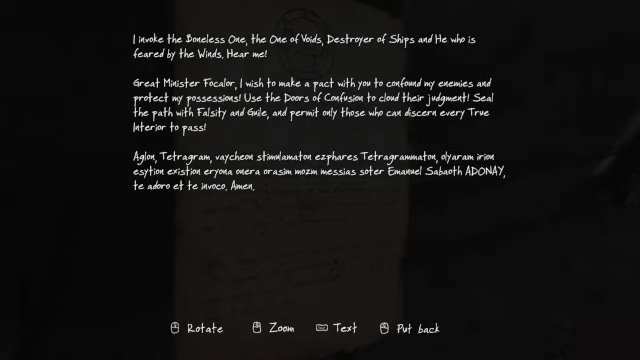 I invoke the Boneless One, the One of Voids, Destroyer of Ships and He who is
feared by the Winds. Hear me!
Great Minister Focalor, I wish to make a pact with you to confound my enemies and
protect my possessions! Use the Doors of Confusion to cloud their judgment! Seal
the path with Falsity and Guile, and permit only those who can discern every True
Interior to pass!
Aglon, Tetragram, vaycheon stimulamaton ezphares Tetragrammaton, olyaram irion
esytion existion eryona onera orasim mozm messias soter Emanuel Sabaoth ADONAY,
te adoro et te invoco. Amen.
Rotate Zoom Text Put back